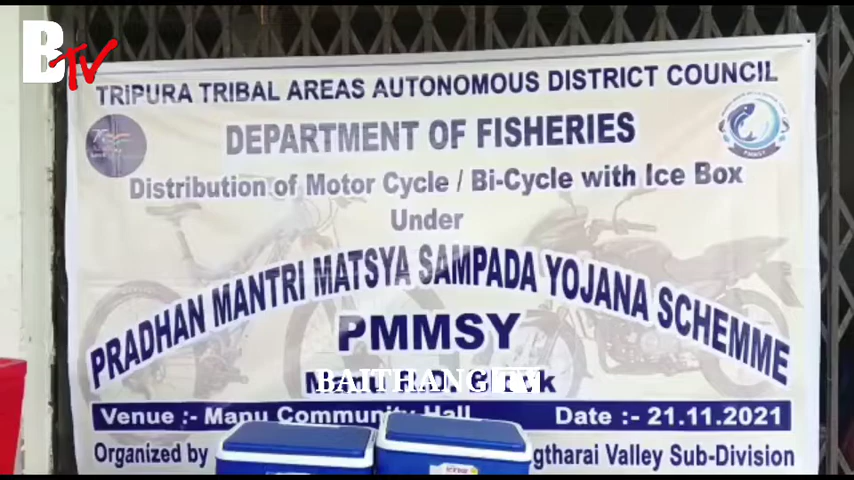 BTV
TRIPURA TRIBAL AREAS AUTONOMOUS DISTRICT COUNCIL
DEPARTMENT OF FISHERIES
Distribution of Motor Cycle / Bi-Cycle with Ice Box
Under
PRADHAN MANTRI MATSYA SAMPADA YOJANA SCHEMME
PMMSY
BAITHANG TV
Venue :- Manu Community Hall Date :- 21.11.2021
Organized by gtharai Valley Sub-Division